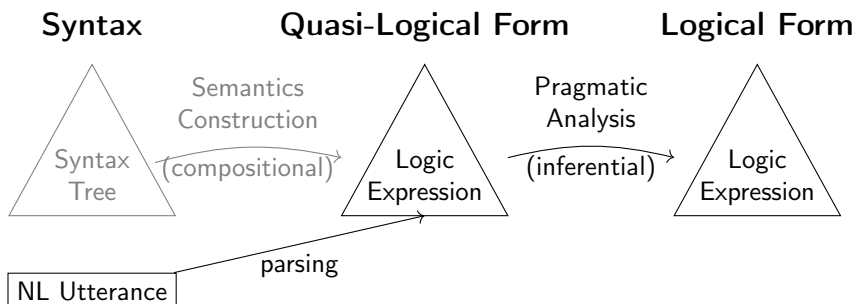 Syntax
Quasi-Logical Form
Logical Form
Semantics
Construction
(compositional)
Pragmatic
Analysis
(inferential)
Syntax
Tree
Logic
Expression
Logic
Expression
parsing
NL Utterance